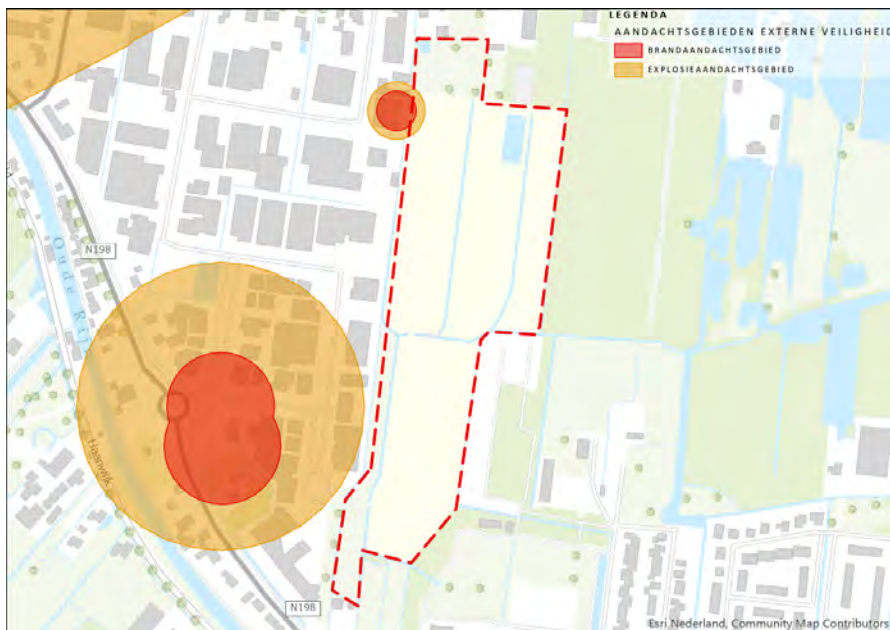 LEGENDA
AANDACHTSGEBIEDEN EXTERNE VEILIGHEID
BRANDAANDACHTSGEBIED
EXPLOSIEAANDACHTSGEBIED
N198
Oude Rijn
Haanwijk
N198
Esri Nederland, Community Map Contributors